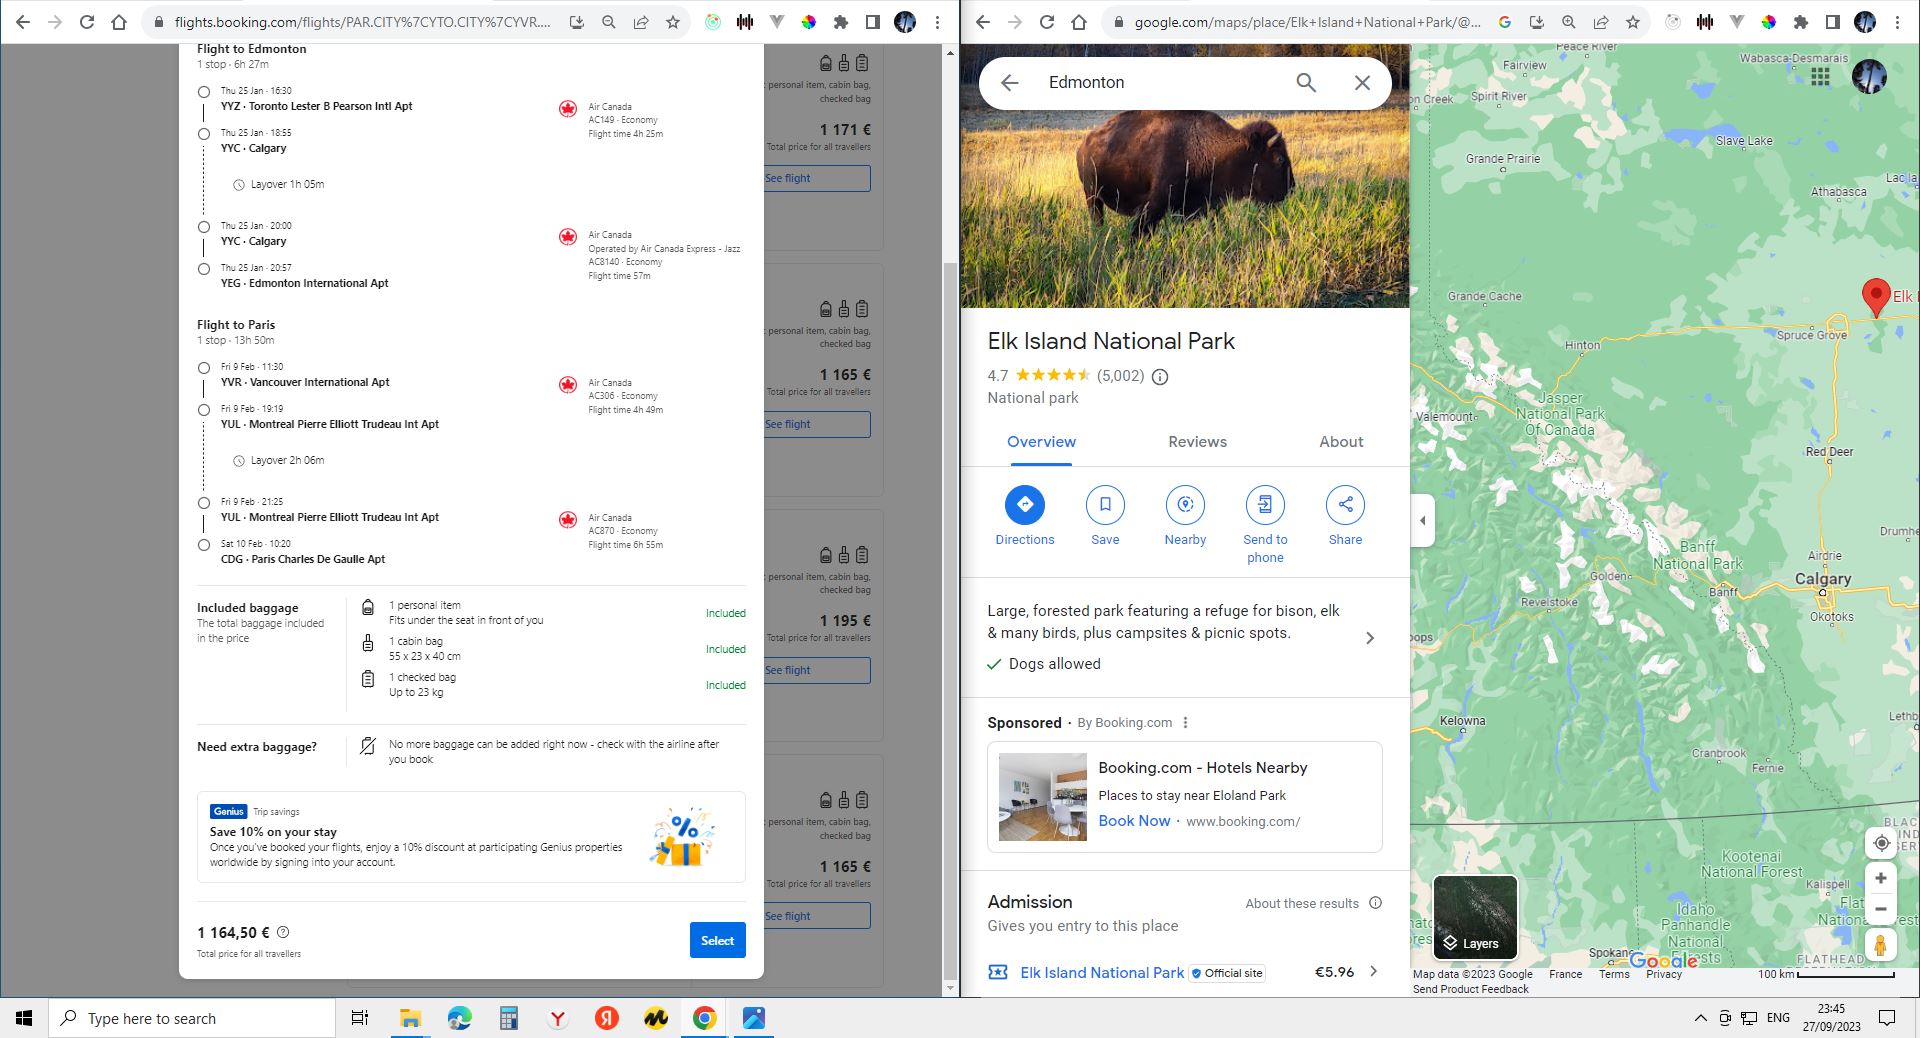 flights.booking.com/flights/PAR.CITY%7CYTO.CITY%7CYVR....
Flight to Edmonton
1 stop · 6h 27m
Thu 25 Jan · 16:30
YYZ · Toronto Lester B Pearson Intl Apt
Air Canada
AC149 · Economy
Flight time 4h 25m
Thu 25 Jan · 18:55
YYC · Calgary
Layover 1h 05m
Thu 25 Jan · 20:00
YYC · Calgary
Air Canada
Operated by Air Canada Express - Jazz
AC8140 · Economy
Flight time 57m
Thu 25 Jan · 20:57
YEG · Edmonton International Apt
Flight to Paris
1 stop · 13h 50m
Fri 9 Feb · 11:30
YVR · Vancouver International Apt
Air Canada
AC306 · Economy
Flight time 4h 49m
Fri 9 Feb · 19:19
YUL · Montreal Pierre Elliott Trudeau Int Apt
Layover 2h 06m
Fri 9 Feb · 21:25
YUL · Montreal Pierre Elliott Trudeau Int Apt
Air Canada
AC870 · Economy
Flight time 6h 55m
Sat 10 Feb · 10:20
CDG · Paris Charles De Gaulle Apt
Included baggage
The total baggage included
in the price
1 personal item
Fits under the seat in front of you
Included
1 cabin bag
55 x 23 x 40 cm
Included
1 checked bag
Up to 23 kg
Included
Need extra baggage?
No more baggage can be added right now - check with the airline after
you book
Genius Trip savings
Save 10% on your stay
Once you've booked your flights, enjoy a 10% discount at participating Genius properties
worldwide by signing into your account.
1 164,50 €
Total price for all travellers
Select
personal item, cabin bag,
checked bag
1 171 €
Total price for all travellers
See flight
personal item, cabin bag,
checked bag
1 165 €
Total price for all travellers
See flight
personal item, cabin bag,
checked bag
1 195 €
Total price for all travellers
See flight
personal item, cabin bag,
checked bag
1 165 €
Total price for all travellers
See flight
google.com/maps/place/Elk+Island+National+Park/@...
Edmonton
Elk Island National Park
4.7 (5,002)
National park
Overview
Reviews
About
Directions
Save
Nearby
Send to
phone
Share
Large, forested park featuring a refuge for bison, elk
& many birds, plus campsites & picnic spots.
Dogs allowed
Sponsored · By Booking.com
Booking.com - Hotels Nearby
Places to stay near Eloland Park
Book Now · www.booking.com/
Admission
About these results
Gives you entry to this place
Elk Island National Park Official site €5.96
Peace River
Wabasca-Desmarais
Fairview
on Creek
Spirit River
Slave Lake
Grande Prairie
Athabasca
Lac la
Grande Cache
Elk I
Spruce Grove
Hinton
Jasper
National Park
Of Canada
Valemount
Red Deer
Drumhe
Airdrie
Banff
National Park
Golden
Calgary
Banff
Revelstoke
Okotoks
oops
Kelowna
Lethb
Cranbrook
Fernie
BLAC
IND
SER
Kootenai
National Forest
Kalispell
Flat
Nation
rest
Idaho
Panhandle
National
Forests
nato
ores
Spokane
FLATHEAD
Layers
Google
Map data ©2023 Google
France
Terms
Privacy
100 km
Send Product Feedback
Type here to search
ENG
23:45
27/09/2023